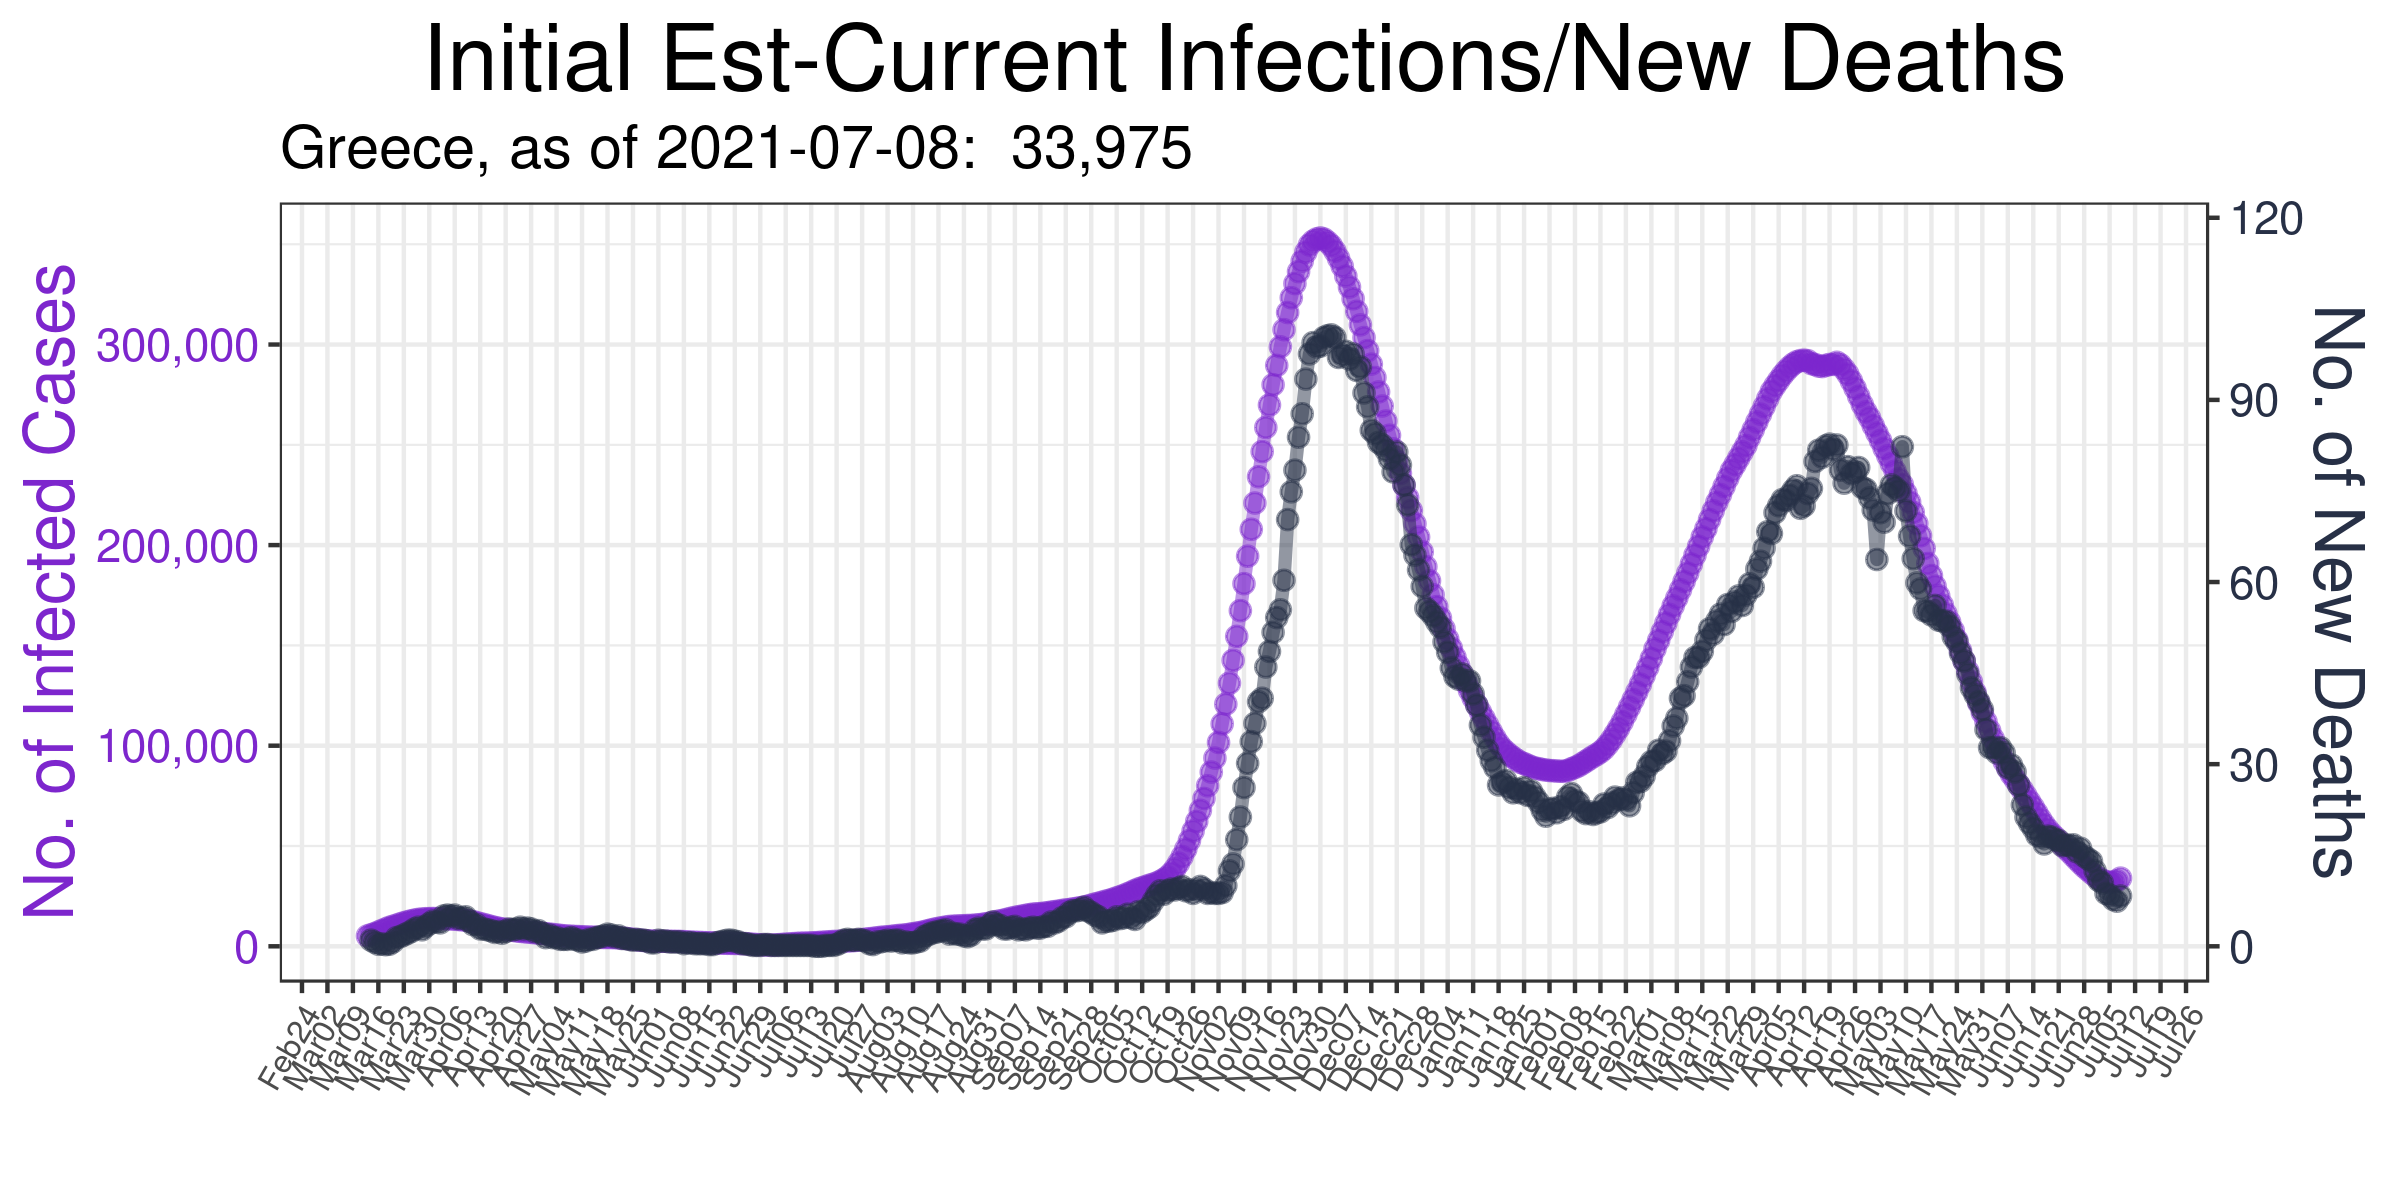 Initial Est-Current Infections/New Deaths
Greece, as of 2021-07-08:  33,975
No. of Infected Cases
300,000
200,000
100,000
0
120
90
60
30
0
No. of New Deaths
Feb24
Mar02
Mar09
Mar16
Mar23
Mar30
Apr06
Apr13
Apr20
Apr27
May04
May11
May18
May25
Jun01
Jun08
Jun15
Jun22
Jun29
Jul06
Jul13
Jul20
Jul27
Aug03
Aug10
Aug17
Aug24
Aug31
Sep07
Sep14
Sep21
Sep28
Oct05
Oct12
Oct19
Oct26
Nov02
Nov09
Nov16
Nov23
Nov30
Dec07
Dec14
Dec21
Dec28
Jan04
Jan11
Jan18
Jan25
Feb01
Feb08
Feb15
Feb22
Mar01
Mar08
Mar15
Mar22
Mar29
Apr05
Apr12
Apr19
Apr26
May03
May10
May17
May24
May31
Jun07
Jun14
Jun21
Jun28
Jul05
Jul12
Jul19
Jul26